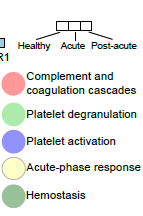 Healthy Acute Post-acute
R1
Complement and
coagulation cascades
Platelet degranulation
Platelet activation
Acute-phase response
Hemostasis